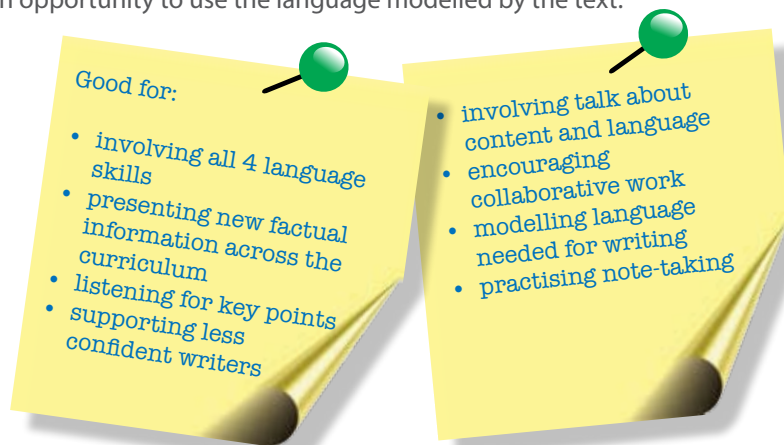 n opportunity to use the language modelled by the text.
Good for:
• involving all 4 language
skills
• presenting new factual
information across the
curriculum
• listening for key points
• supporting less
confident writers
• involving talk about
content and language
• encouraging
collaborative work
• modelling language
needed for writing
• practising note-taking